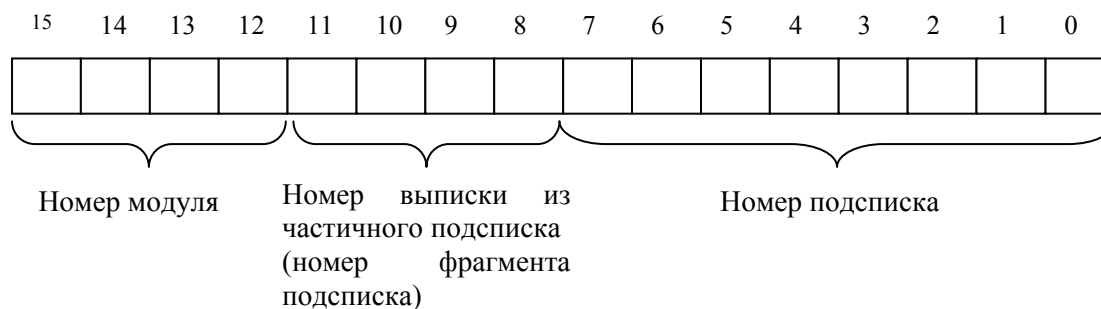 15 14 13 12 11 10 9 8 7 6 5 4 3 2 1 0
Номер модуля
Номер выписки из
частичного подсписка
(номер фрагмента
подсписка)
Номер подсписка